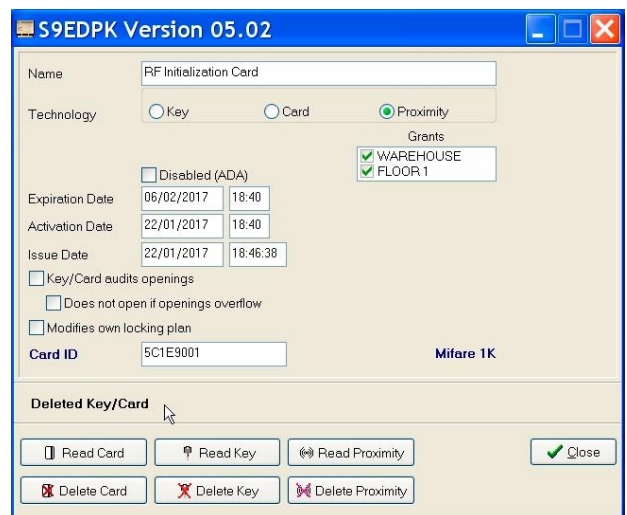 S9EDPK Version 05.02
Name RF Initialization Card
Technology Key Card Proximity
Grants
WAREHOUSE
FLOOR 1
Disabled (ADA)
Expiration Date 06/02/2017 18:40
Activation Date 22/01/2017 18:40
Issue Date 22/01/2017 18:46:38
Key/Card audits openings
Does not open if openings overflow
Modifies own locking plan
Card ID 5C1E9001 Mifare 1K
Deleted Key/Card
Read Card Read Key Read Proximity Close
Delete Card Delete Key Delete Proximity